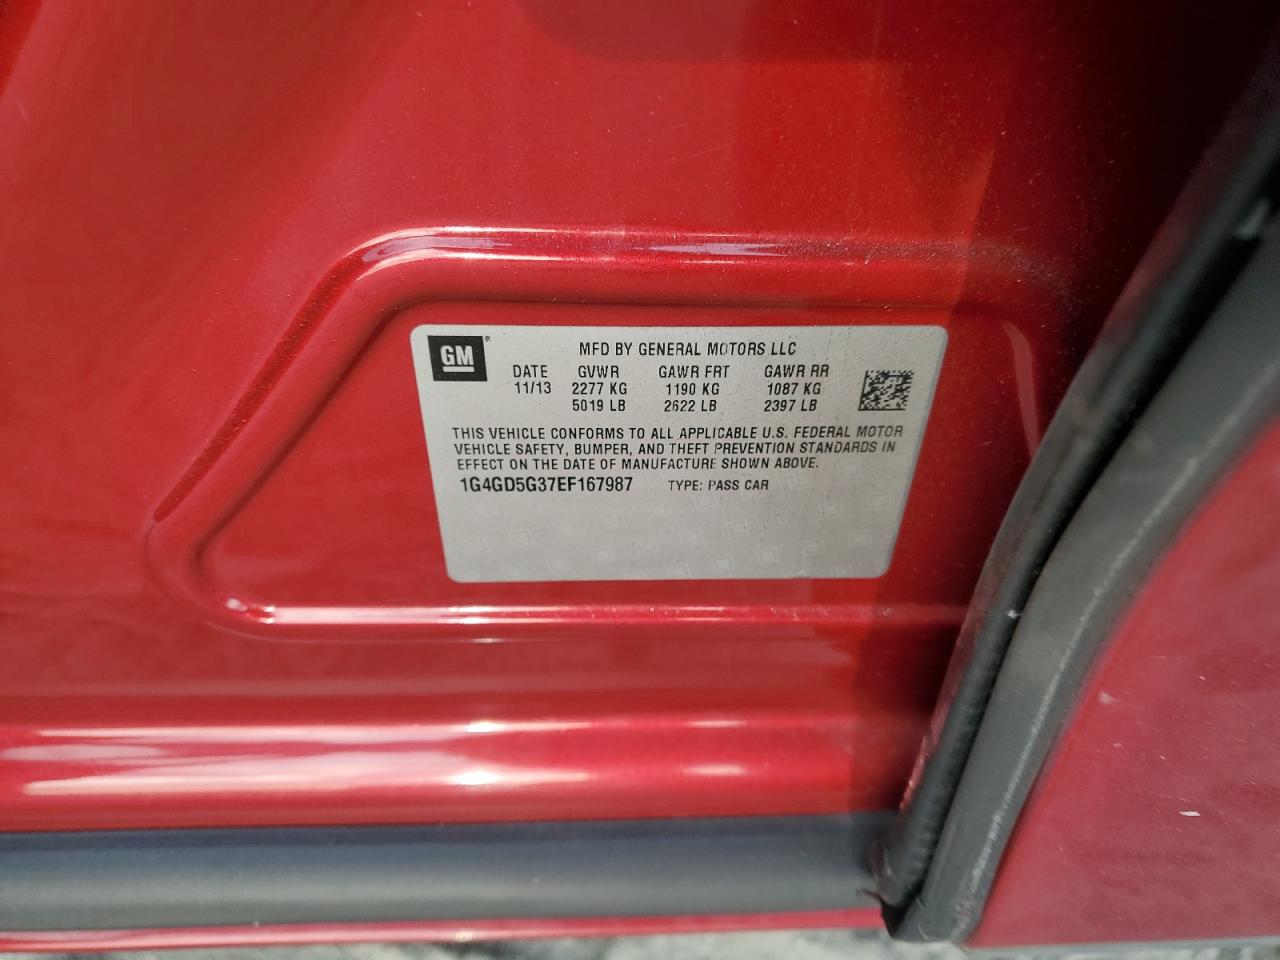 GM ®
MFD BY GENERAL MOTORS LLC
DATE GVWR GAWR FRT GAWR RR
11/13 2277 KG 1190 KG 1087 KG
5019 LB 2622 LB 2397 LB
THIS VEHICLE CONFORMS TO ALL APPLICABLE U.S. FEDERAL MOTOR
VEHICLE SAFETY, BUMPER, AND THEFT PREVENTION STANDARDS IN
EFFECT ON THE DATE OF MANUFACTURE SHOWN ABOVE.
1G4GD5G37EF167987 TYPE: PASS CAR